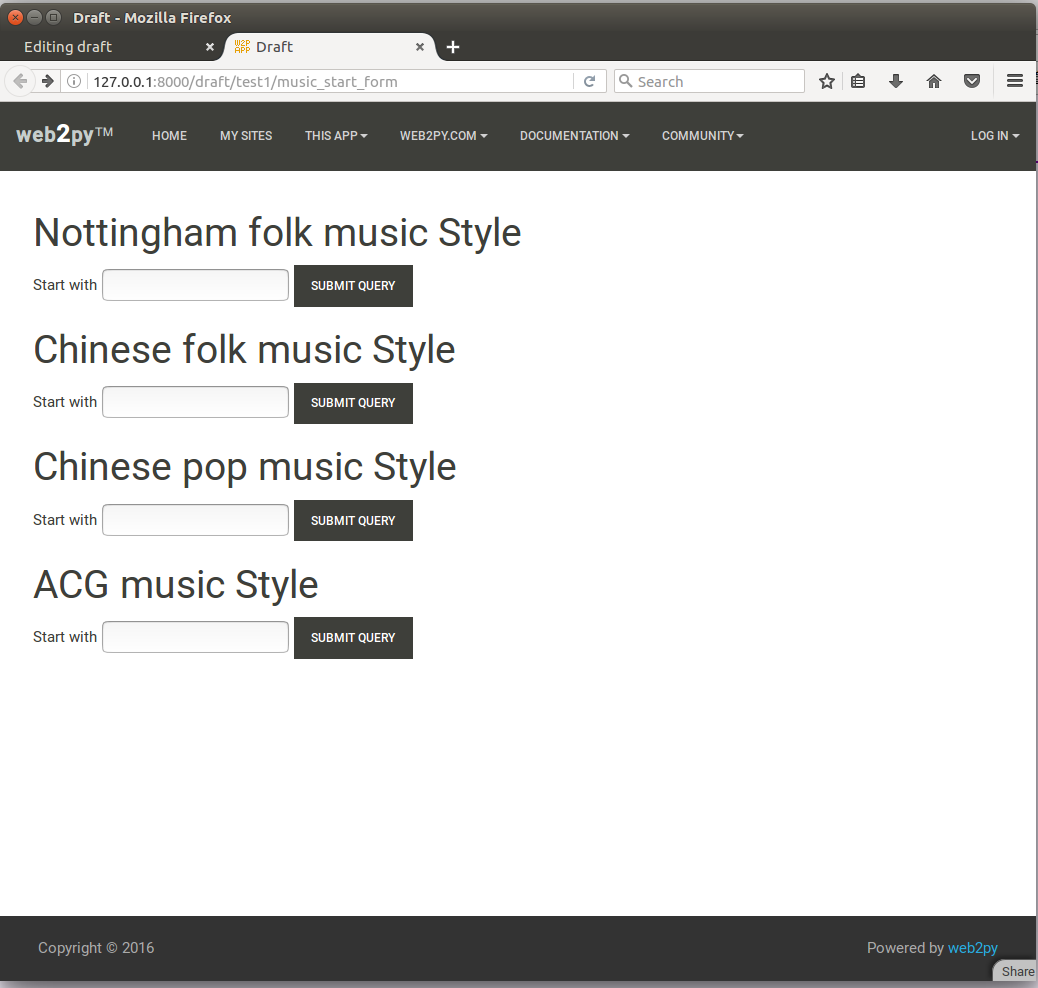 Draft - Mozilla Firefox
Editing draft
W2P APP Draft
127.0.0.1:8000/draft/test1/music_start_form
Search
web2py™ HOME MY SITES THIS APP WEB2PY.COM DOCUMENTATION COMMUNITY LOG IN
Nottingham folk music Style
Start with SUBMIT QUERY
Chinese folk music Style
Start with SUBMIT QUERY
Chinese pop music Style
Start with SUBMIT QUERY
ACG music Style
Start with SUBMIT QUERY
Copyright © 2016 Powered by web2py
Share